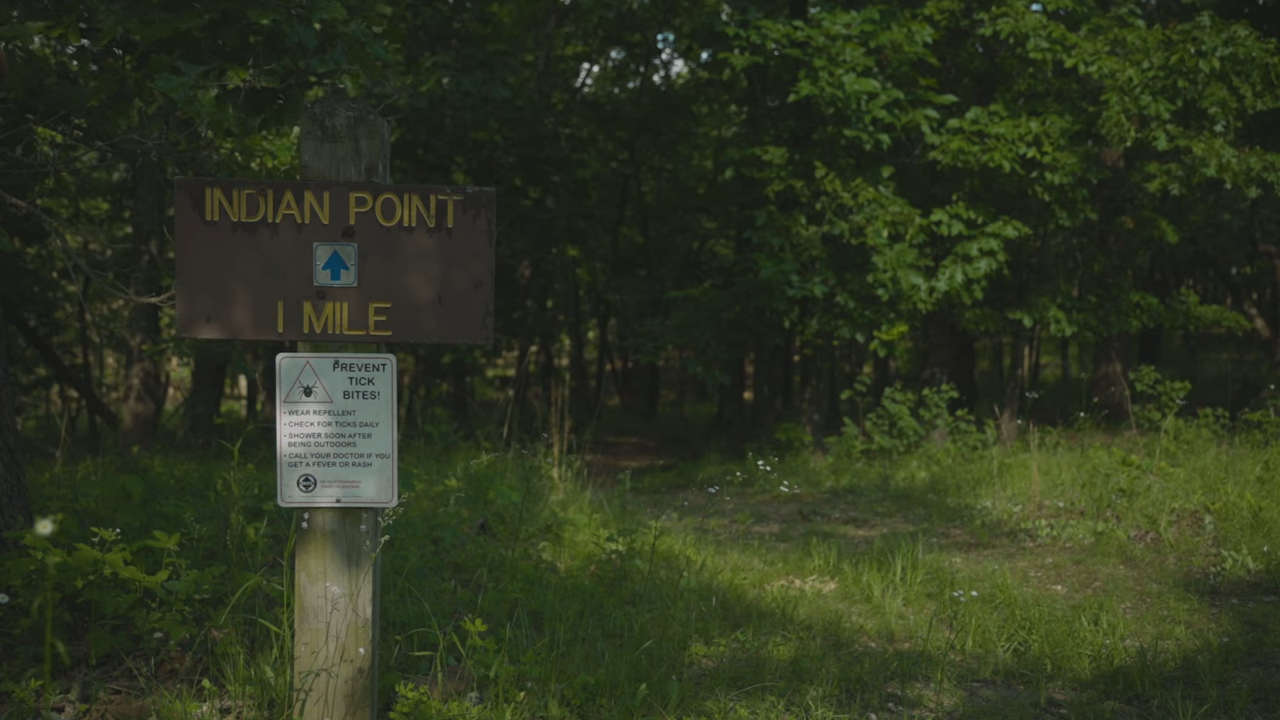 INDIAN POINT
1 MILE
PREVENT
TICK
BITES!
• WEAR REPELLENT
• CHECK FOR TICKS DAILY
• SHOWER SOON AFTER
BEING OUTDOORS
• CALL YOUR DOCTOR IF YOU
GET A FEVER OR RASH